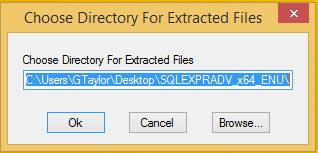 Choose Directory For Extracted Files
Choose Directory For Extracted Files
C:\Users\GTaylor\Desktop\SQLEXPRADV_x64_ENU\
Ok
Cancel
Browse...